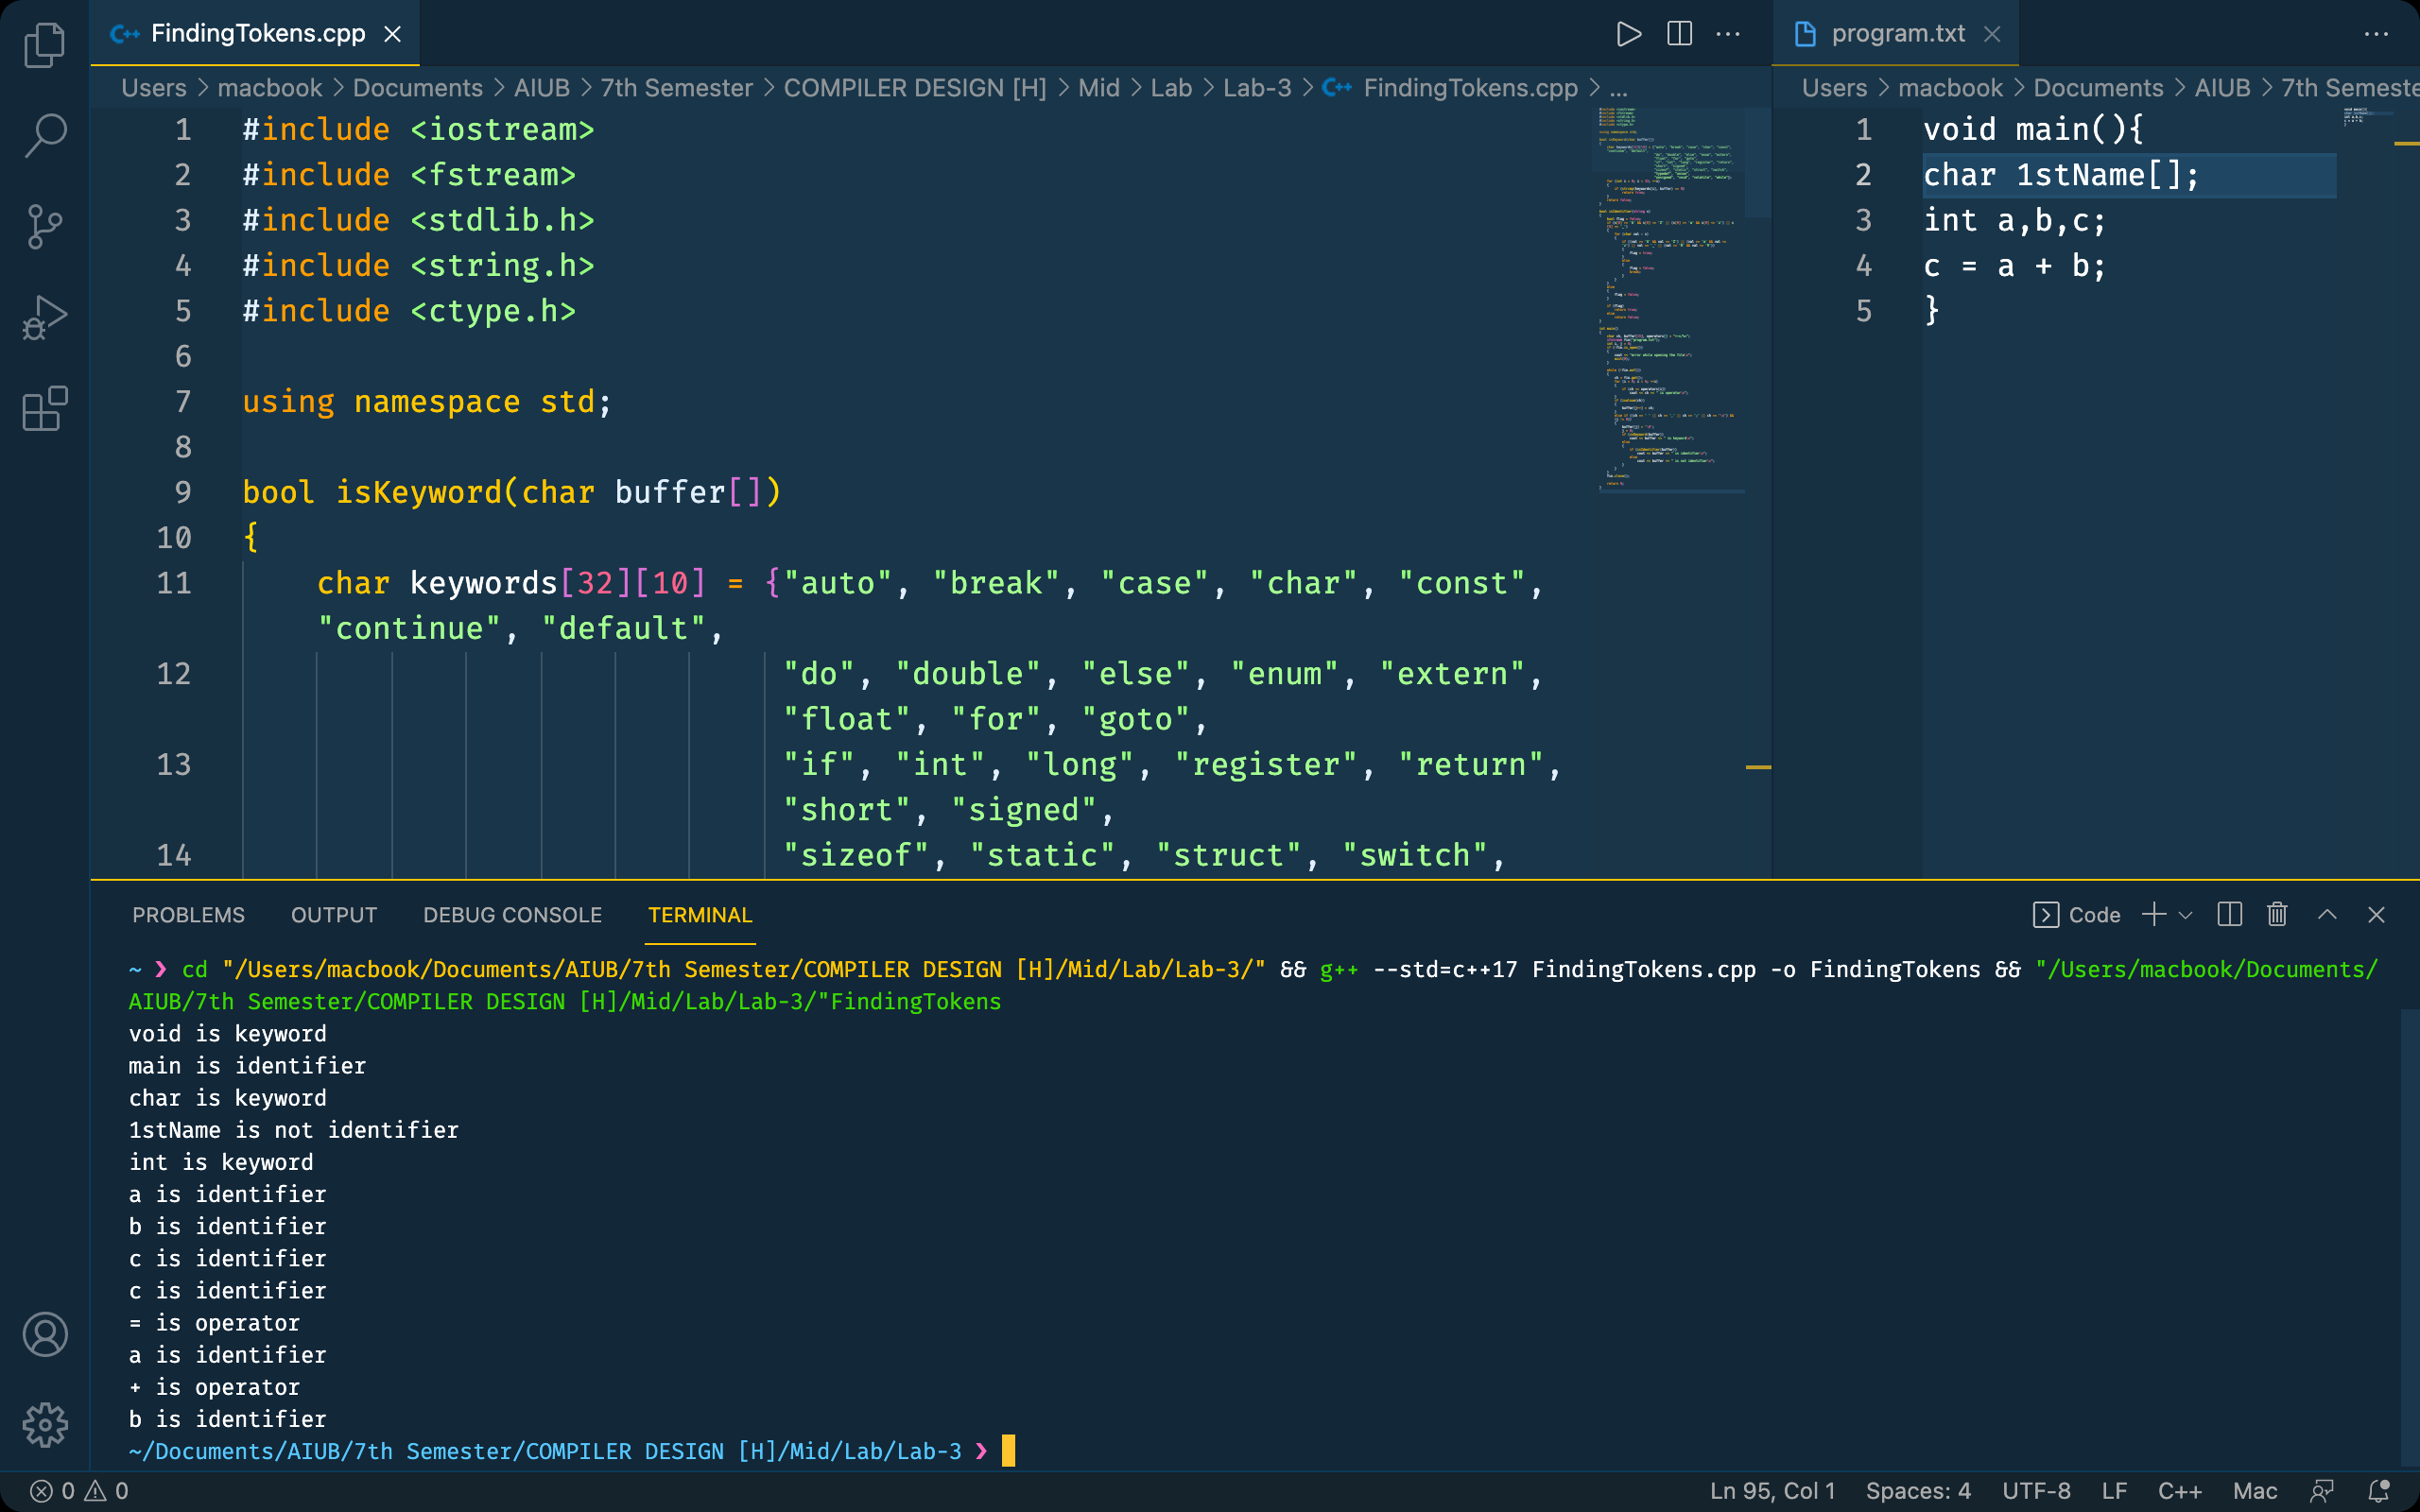 FindingTokens.cpp
program.txt
Users > macbook > Documents > AIUB > 7th Semester > COMPILER DESIGN [H] > Mid > Lab > Lab-3 > FindingTokens.cpp > ...
Users > macbook > Documents > AIUB > 7th Semeste
1 #include <iostream>
2 #include <fstream>
3 #include <stdlib.h>
4 #include <string.h>
5 #include <ctype.h>
6
7 using namespace std;
8
9 bool isKeyword(char buffer[])
10 {
11 char keywords[32][10] = {"auto", "break", "case", "char", "const",
"continue", "default",
12 "do", "double", "else", "enum", "extern",
"float", "for", "goto",
13 "if", "int", "long", "register", "return",
"short", "signed",
14 "sizeof", "static", "struct", "switch",
1 void main(){
2 char 1stName[];
3 int a,b,c;
4 c = a + b;
5 }
PROBLEMS OUTPUT DEBUG CONSOLE TERMINAL
Code
~ ❯ cd "/Users/macbook/Documents/AIUB/7th Semester/COMPILER DESIGN [H]/Mid/Lab/Lab-3/" && g++ --std=c++17 FindingTokens.cpp -o FindingTokens && "/Users/macbook/Documents/
AIUB/7th Semester/COMPILER DESIGN [H]/Mid/Lab/Lab-3/"FindingTokens
void is keyword
main is identifier
char is keyword
1stName is not identifier
int is keyword
a is identifier
b is identifier
c is identifier
c is identifier
= is operator
a is identifier
+ is operator
b is identifier
~/Documents/AIUB/7th Semester/COMPILER DESIGN [H]/Mid/Lab/Lab-3 ❯
0 0
Ln 95, Col 1 Spaces: 4 UTF-8 LF C++ Mac